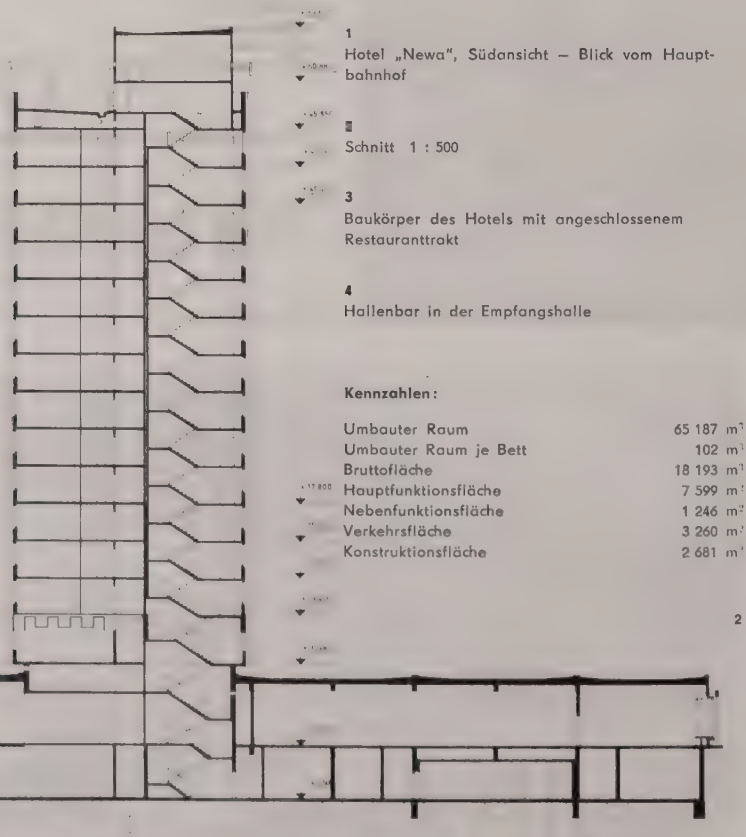 1
Hotel „Newa“, Südansicht – Blick vom Haupt-
bahnhof
Schnitt 1 : 500
3
Baukörper des Hotels mit angeschlossenem
Restauranttrakt
4
Hallenbar in der Empfangshalle
Kennzahlen:
Umbauter Raum 65 187 m³
Umbauter Raum je Bett 102 m³
Bruttofläche 18 193 m²
Hauptfunktionsfläche 7 599 m²
Nebenfunktionsfläche 1 246 m²
Verkehrsfläche 3 260 m²
Konstruktionsfläche 2 681 m²
2